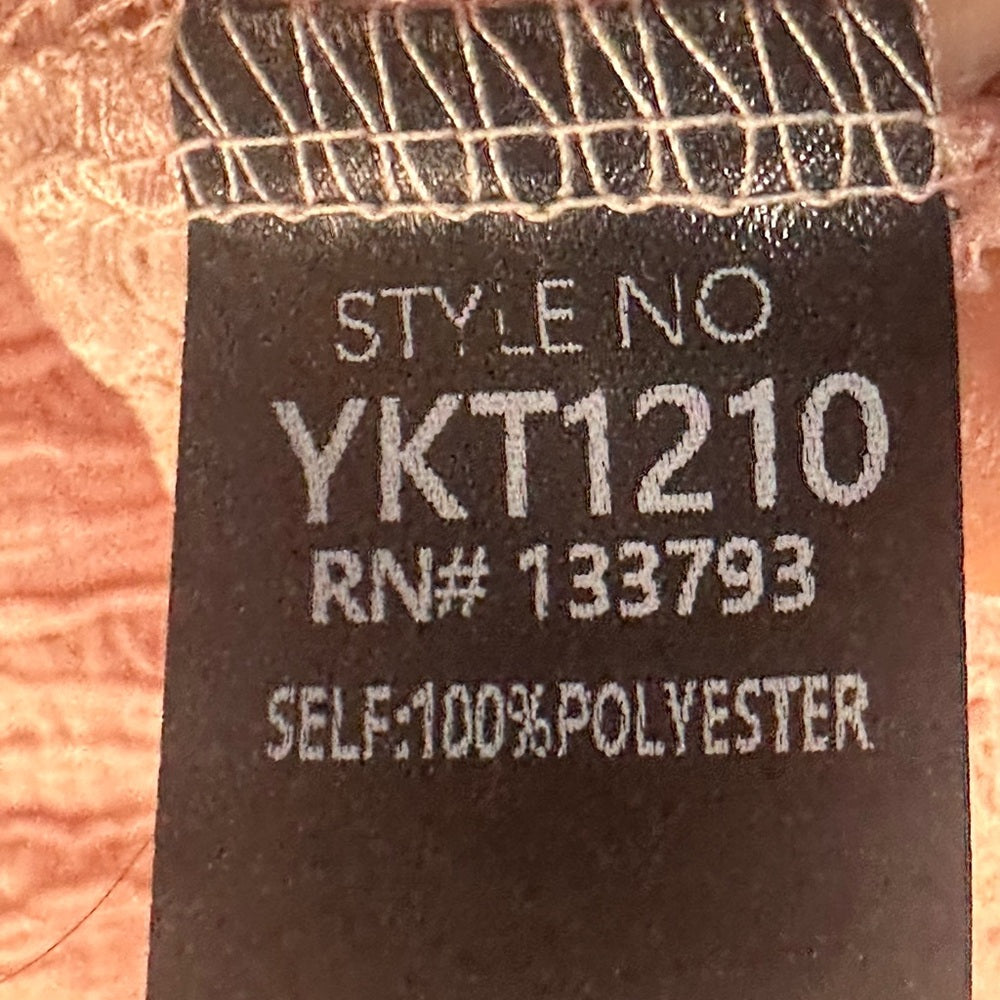 STYLE NO
YKT1210
RN# 133793
SELF:100%POLYESTER